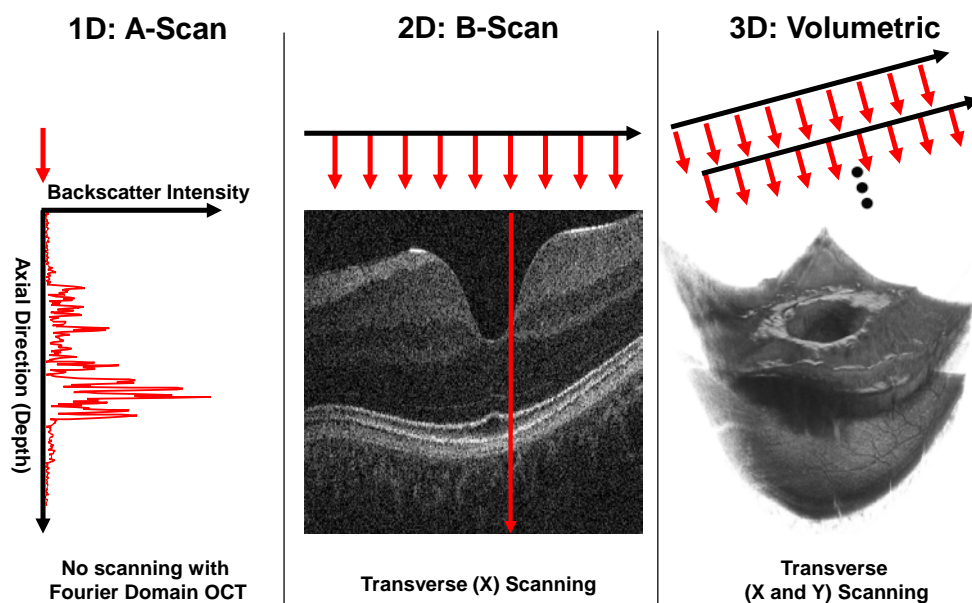 1D: A-Scan
2D: B-Scan
3D: Volumetric
Backscatter Intensity
Axial Direction (Depth)
No scanning with
Fourier Domain OCT
Transverse (X) Scanning
Transverse
(X and Y) Scanning